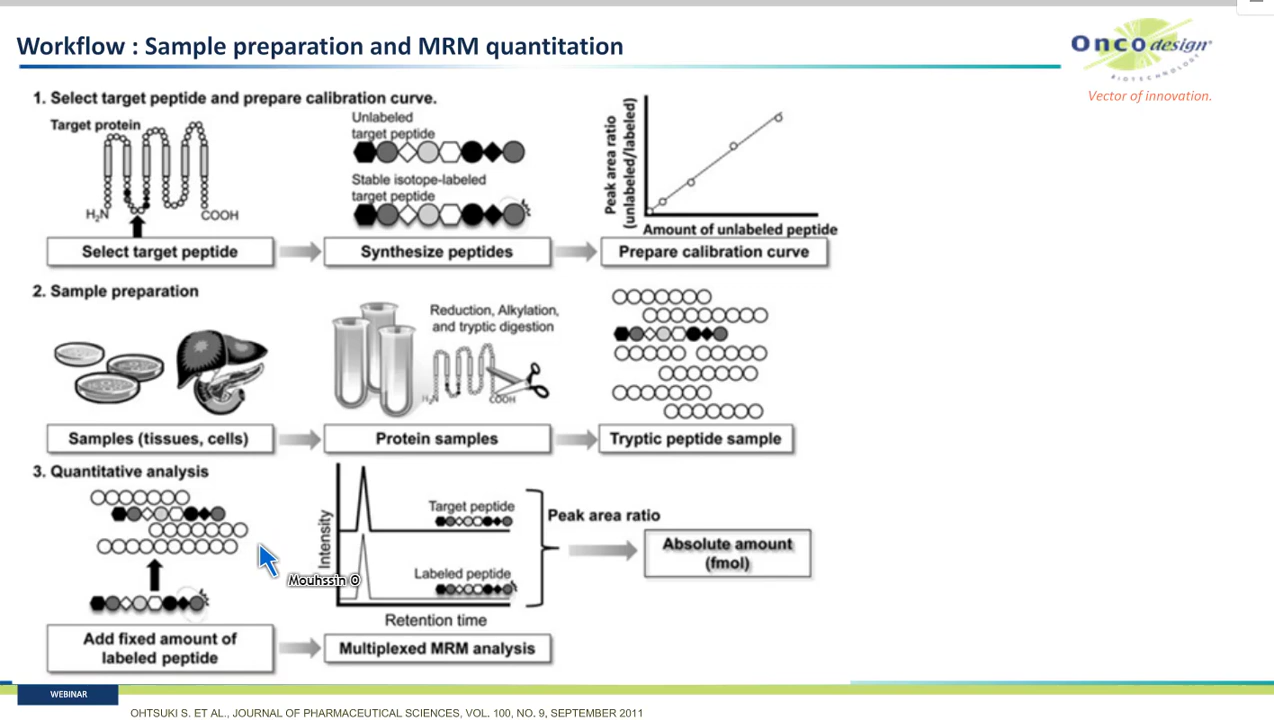 Workflow : Sample preparation and MRM quantitation
Oncodesign®
BIOTECHNOLOGY
Vector of innovation.
1. Select target peptide and prepare calibration curve.
Target protein
H₂N
COOH
Select target peptide
Unlabeled
target peptide
Stable isotope-labeled
target peptide
Synthesize peptides
Peak area ratio
(unlabeled/labeled)
Amount of unlabeled peptide
Prepare calibration curve
2. Sample preparation
Samples (tissues, cells)
Reduction, Alkylation,
and tryptic digestion
H₂N
COOH
Protein samples
Tryptic peptide sample
3. Quantitative analysis
Add fixed amount of
labeled peptide
Mouhssin O
Intensity
Target peptide
Labeled peptide
Retention time
Multiplexed MRM analysis
Peak area ratio
Absolute amount
(fmol)
WEBINAR
OHTSUKI S. ET AL., JOURNAL OF PHARMACEUTICAL SCIENCES, VOL. 100, NO. 9, SEPTEMBER 2011